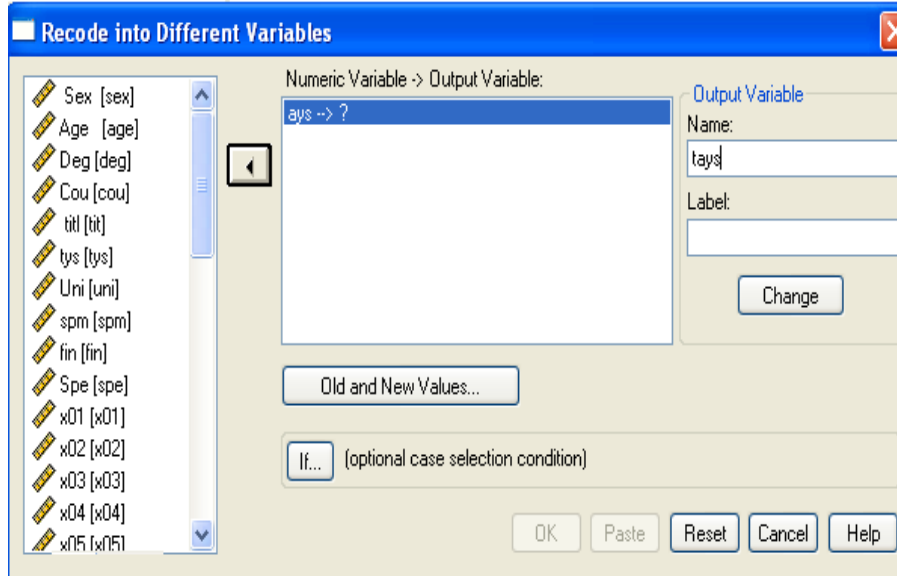 Recode into Different Variables
Sex [sex]
Age [age]
Deg [deg]
Cou [cou]
titl [tit]
tys [tys]
Uni [uni]
spm [spm]
fin [fin]
Spe [spe]
x01 [x01]
x02 [x02]
x03 [x03]
x04 [x04]
x05 [x05]
Numeric Variable -> Output Variable:
ays --> ?
Output Variable
Name:
tays
Label:
Change
Old and New Values...
If... (optional case selection condition)
OK Paste Reset Cancel Help